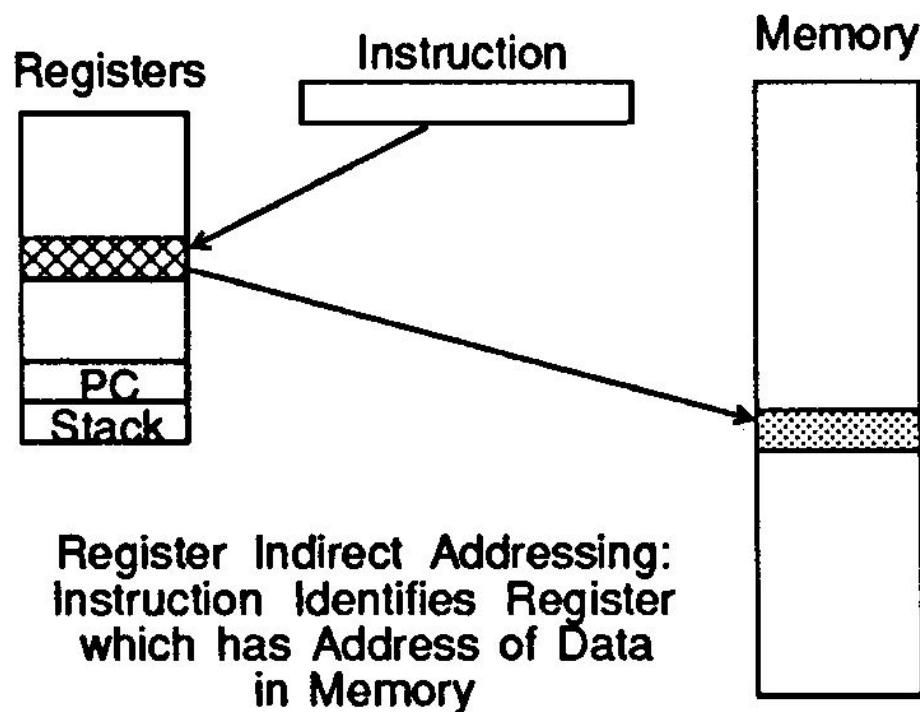 Registers
Instruction
Memory
PC
Stack
Register Indirect Addressing:
Instruction Identifies Register
which has Address of Data
in Memory